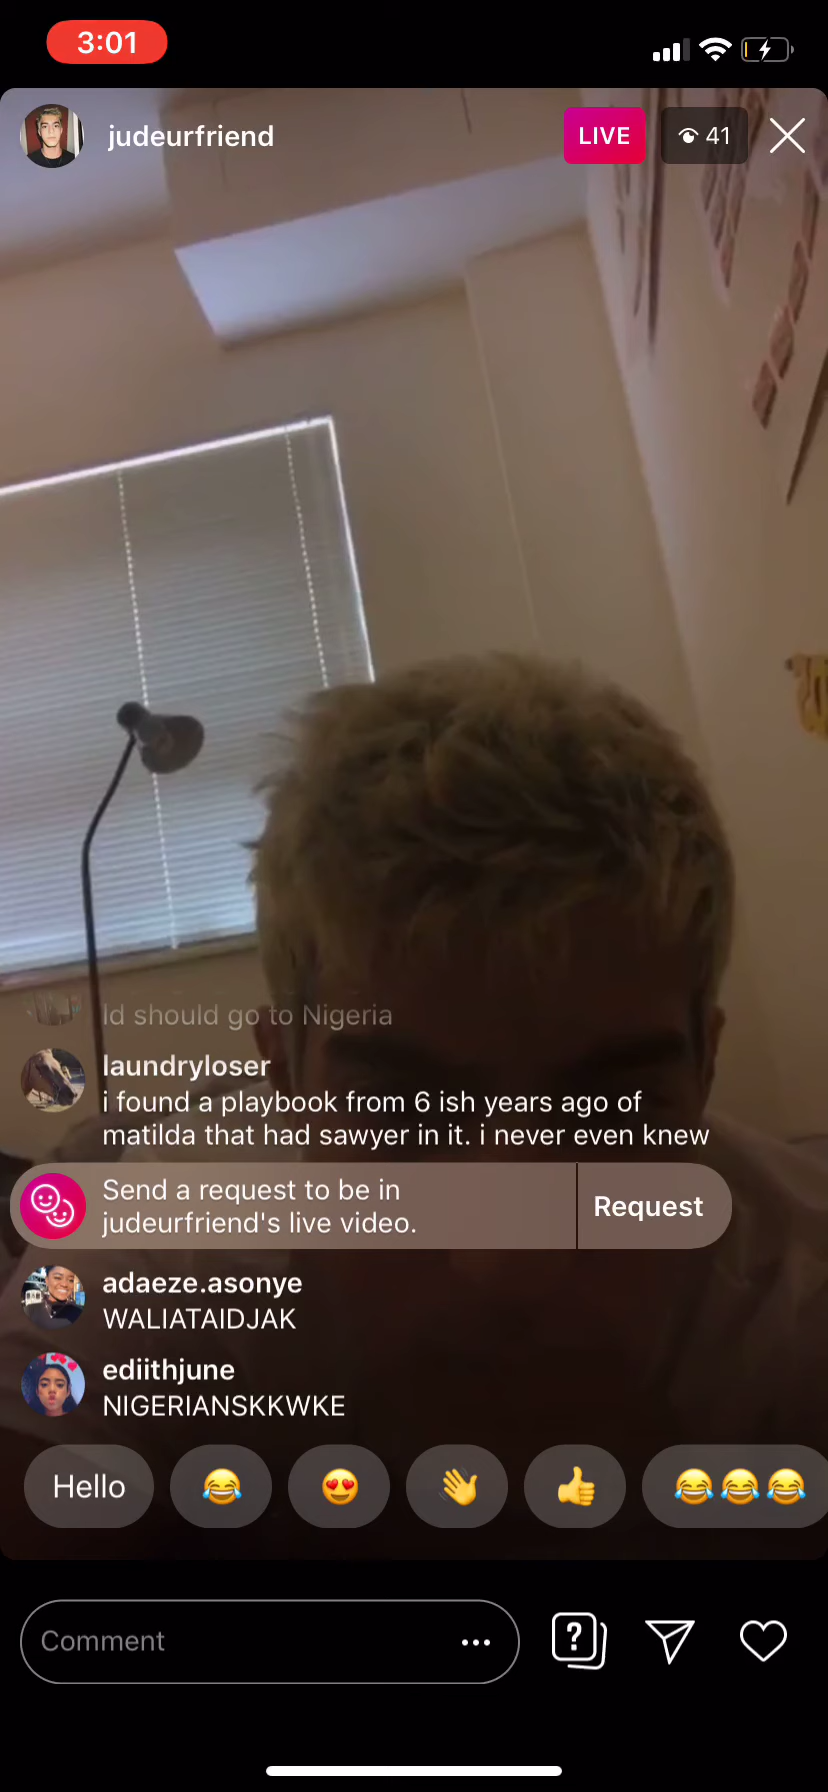 3:01
judeurfriend
LIVE
41
ld should go to Nigeria
laundryloser
i found a playbook from 6 ish years ago of
matilda that had sawyer in it. i never even knew
Send a request to be in
judeurfriend's live video.
Request
adaeze.asonye
WALIATAIDJAK
ediithjune
NIGERIANSKKWKE
Hello
😂
😍
👋
👍
😂😂😂
Comment